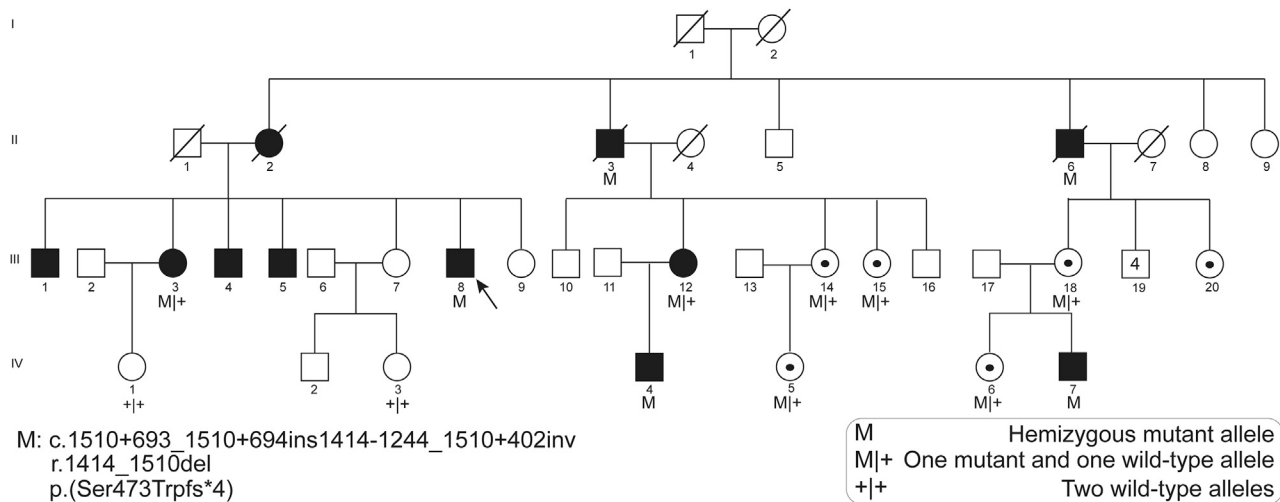 I
1 2
II
1 2 3 4 5 6 7 8 9
M M
III
4
1 2 3 4 5 6 7 8 9 10 11 12 13 14 15 16 17 18 19 20
M|+ M M|+ M|+ M|+ M|+
IV
1 2 3 4 5 6 7
+|+ +|+ M M|+ M|+ M
M: c.1510+693_1510+694ins1414-1244_1510+402inv
r.1414_1510del
p.(Ser473Trpfs*4)
M Hemizygous mutant allele
M|+ One mutant and one wild-type allele
+|+ Two wild-type alleles